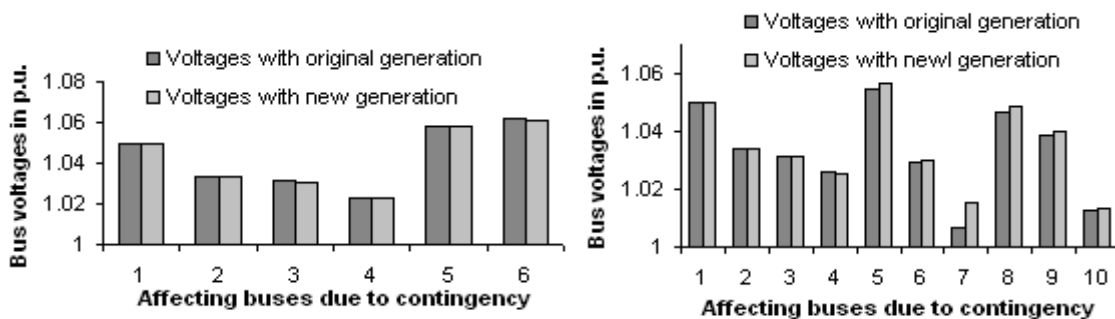 Voltages with original generation
Voltages with new generation
Bus voltages in p.u.
1.08
1.06
1.04
1.02
1
1 2 3 4 5 6
Affecting buses due to contingency
Voltages with original generation
Voltages with newl generation
Bus voltages in p.u.
1.06
1.04
1.02
1
1 2 3 4 5 6 7 8 9 10
Affecting buses due to contingency